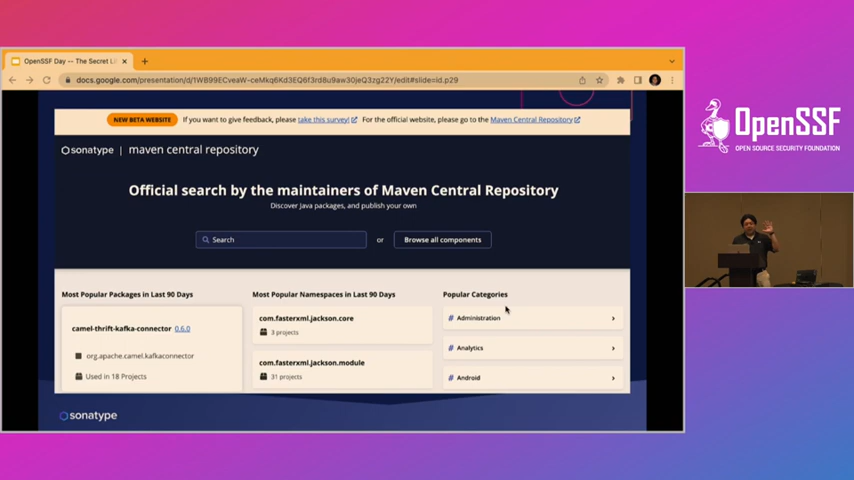 OpenSSF Day -- The Secret Li
docs.google.com/presentation/d/1WB99ECveaW-ceMkq6Kd3EQ6f3rd8u9aw30jeQ3zg22Y/edit#slide=id.p29
NEW BETA WEBSITE If you want to give feedback, please take this survey! For the official website, please go to the Maven Central Repository
sonatype | maven central repository
Official search by the maintainers of Maven Central Repository
Discover Java packages, and publish your own
Search or Browse all components
Most Popular Packages in Last 90 Days
camel-thrift-kafka-connector 0.6.0
org.apache.camel.kafkaconnector
Used in 18 Projects
Most Popular Namespaces in Last 90 Days
com.fasterxml.jackson.core
3 projects
com.fasterxml.jackson.module
31 projects
Popular Categories
# Administration
# Analytics
# Android
sonatype
OpenSSF
OPEN SOURCE SECURITY FOUNDATION